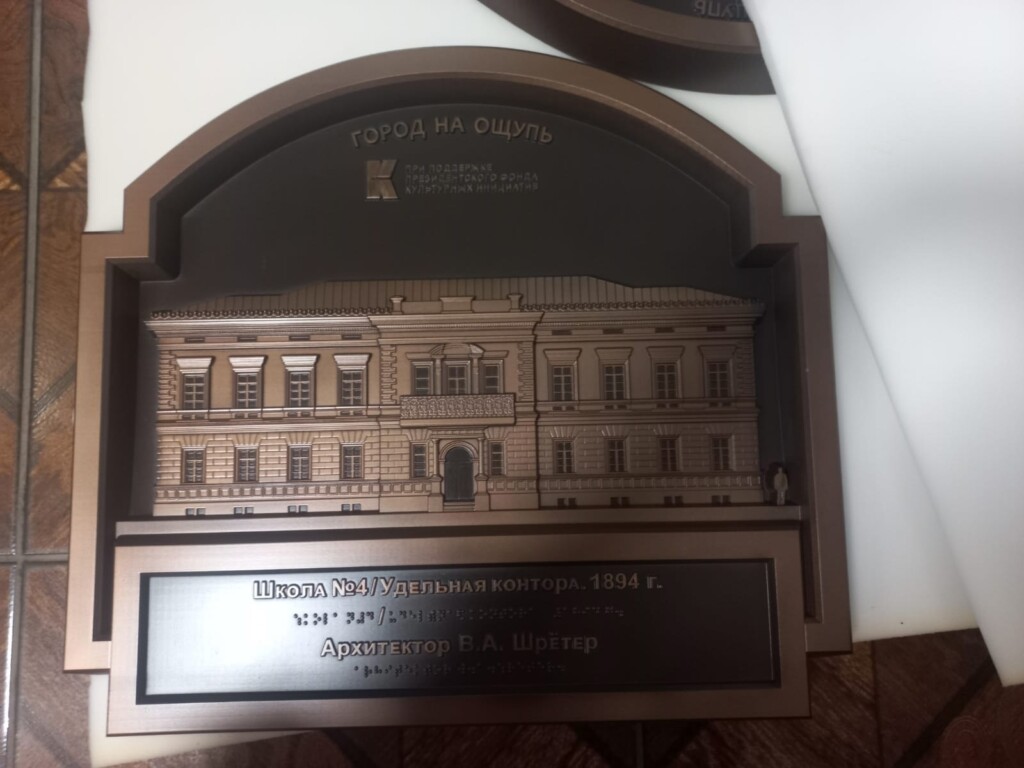 ГОРОД НА ОЩУПЬ
К
ПРИ ПОДДЕРЖКЕ
ПРЕЗИДЕНТСКОГО ФОНДА
КУЛЬТУРНЫХ ИНИЦИАТИВ
Школа №4/Удельная контора. 1894 г.
Архитектор В.А. Шрётер